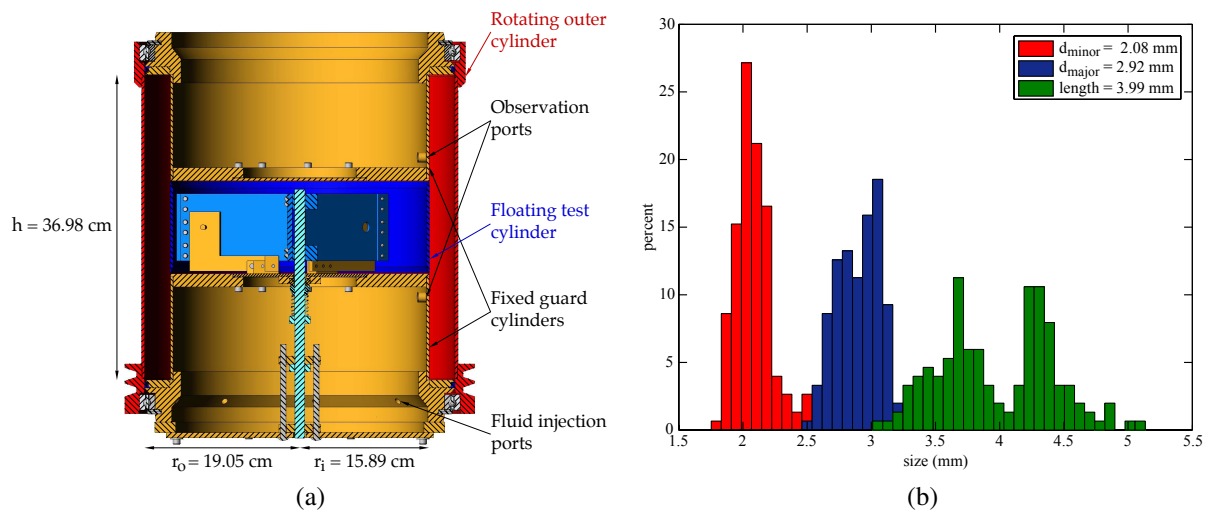 Rotating outer
cylinder
Observation
ports
h = 36.98 cm
Floating test
cylinder
Fixed guard
cylinders
Fluid injection
ports
r_o = 19.05 cm
r_i = 15.89 cm
(a)
30
25
20
15
10
5
0
percent
d_minor = 2.08 mm
d_major = 2.92 mm
length = 3.99 mm
1.5 2 2.5 3 3.5 4 4.5 5 5.5
size (mm)
(b)